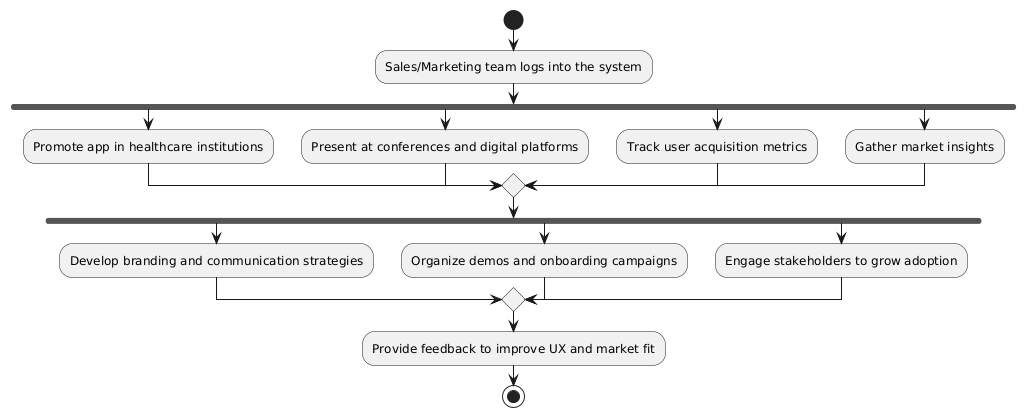 Sales/Marketing team logs into the system
Promote app in healthcare institutions
Present at conferences and digital platforms
Track user acquisition metrics
Gather market insights
Develop branding and communication strategies
Organize demos and onboarding campaigns
Engage stakeholders to grow adoption
Provide feedback to improve UX and market fit